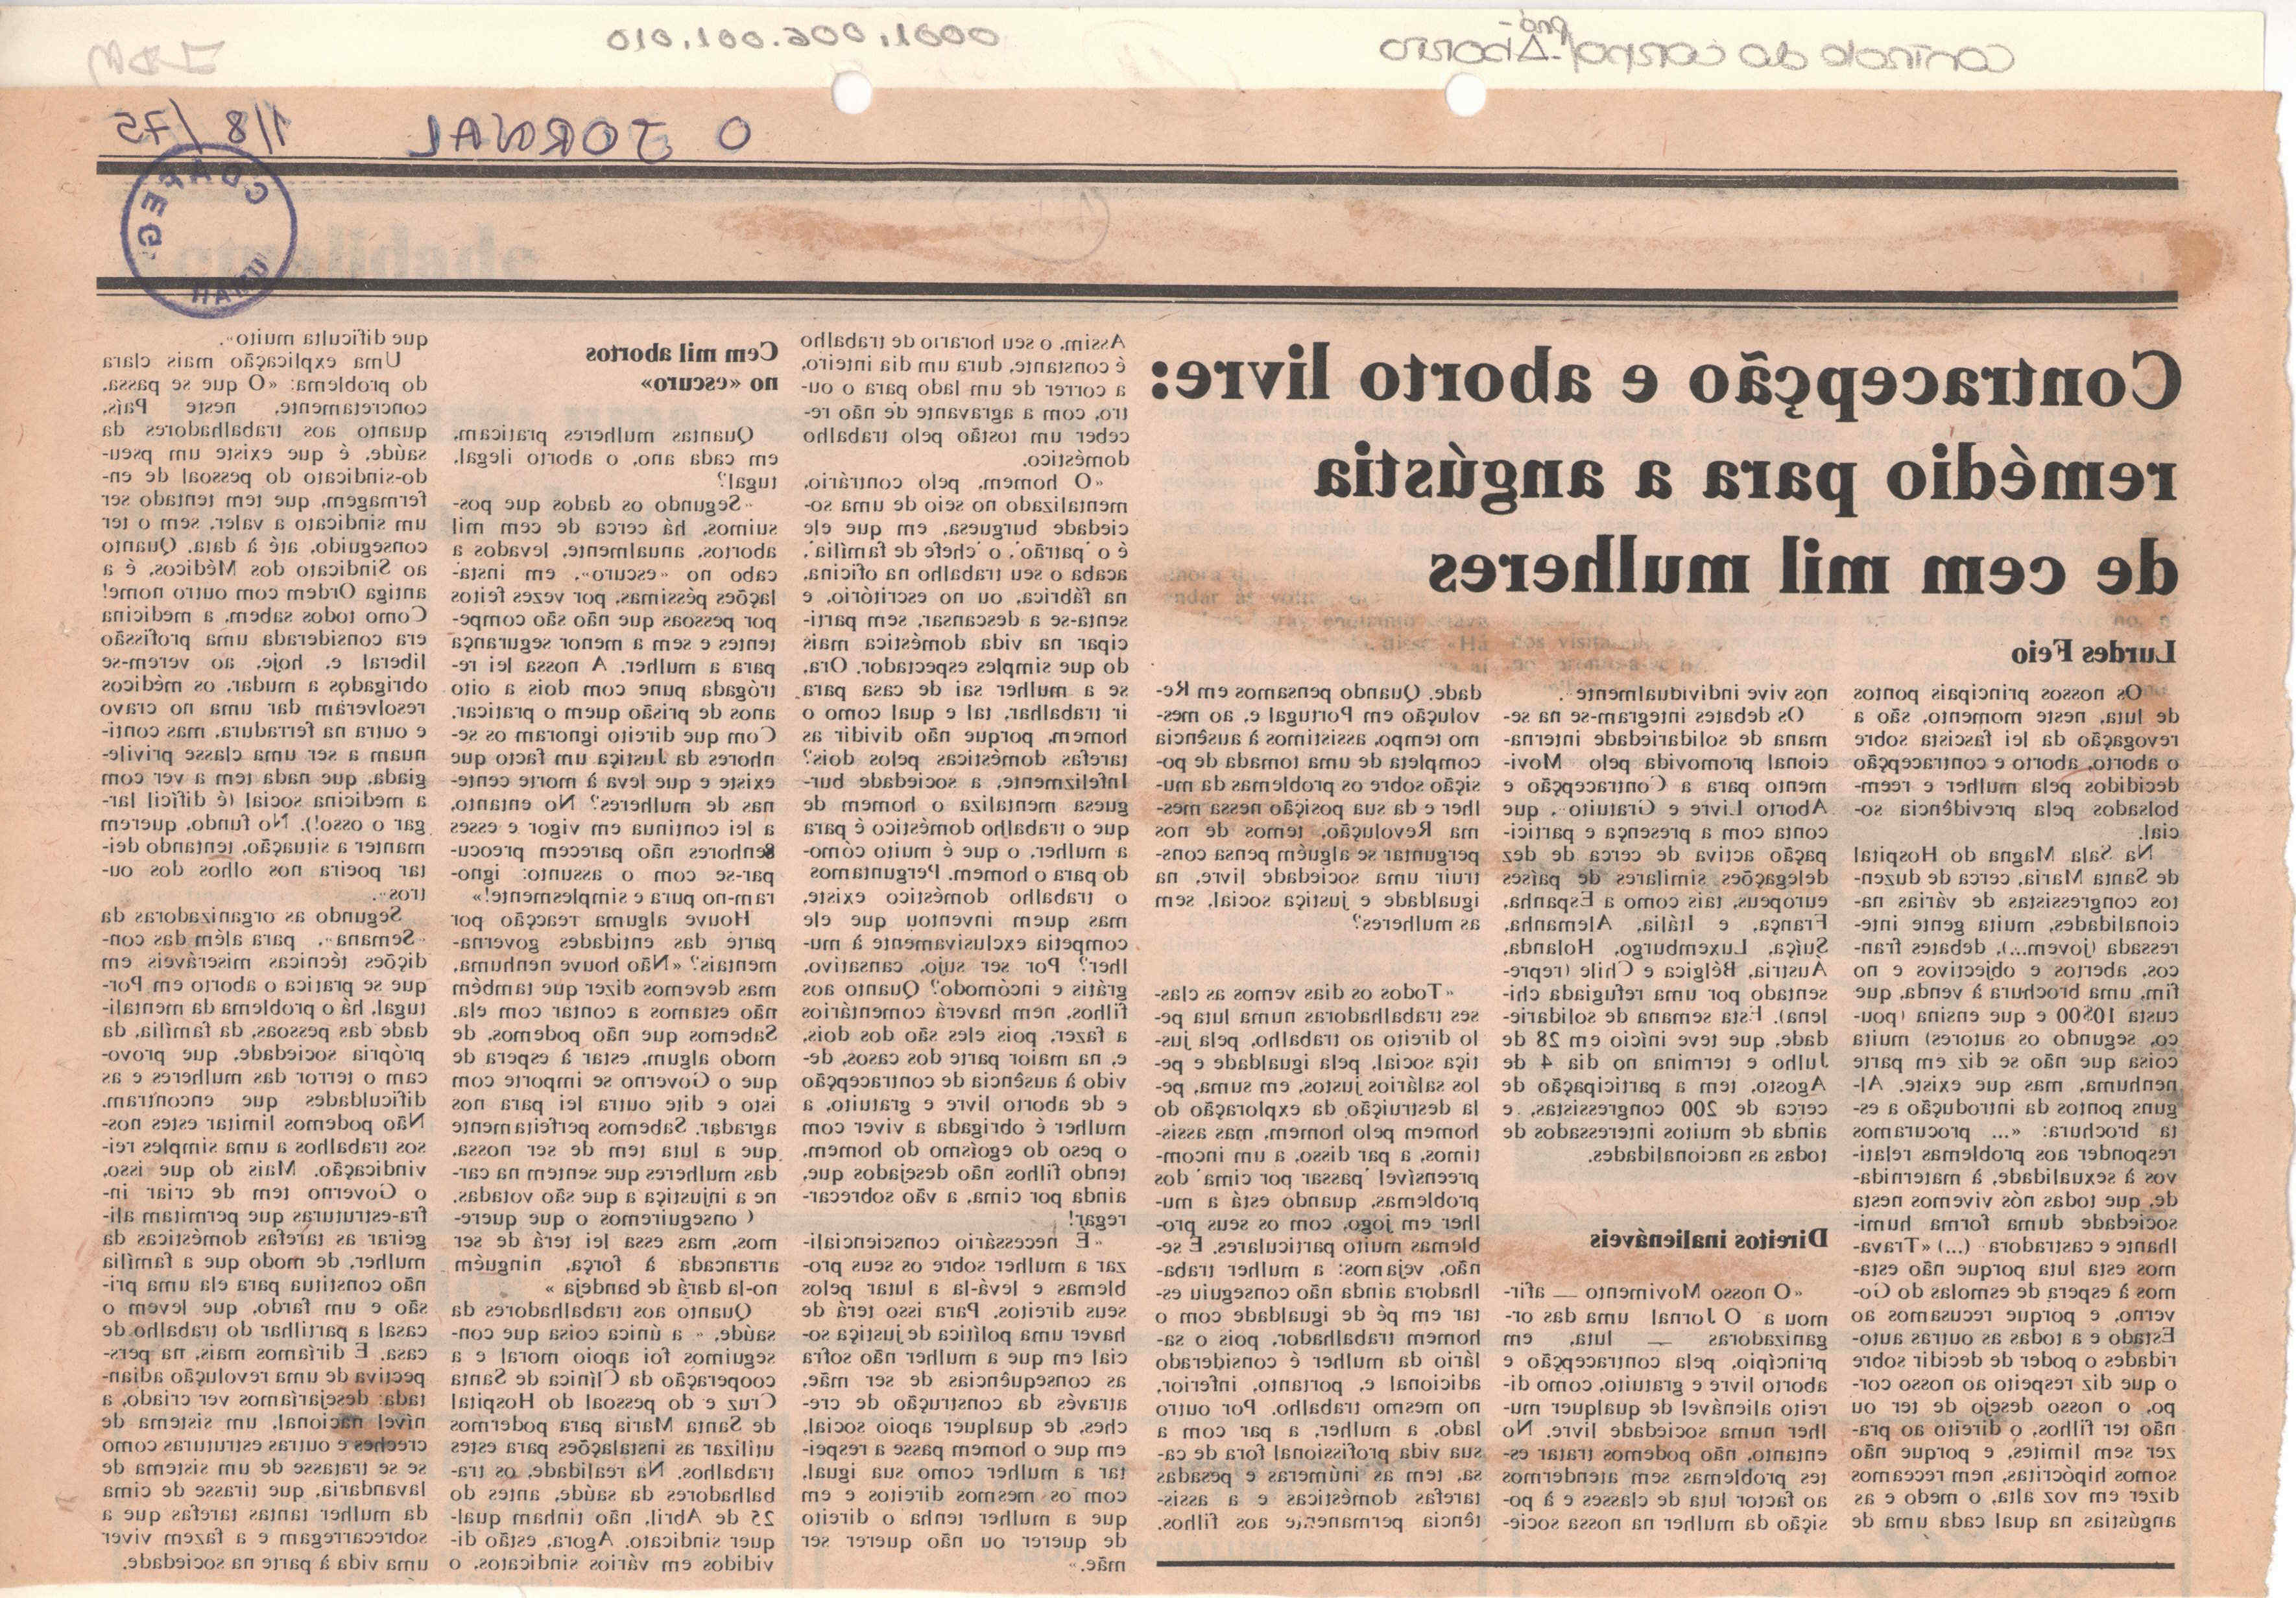 0001.006.001.010
O JORNAL
1/8/75
Contracepção e aborto livre:
remédio para a angústia
de cem mil mulheres
Lurdes Feio
Os nossos principais pontos
de luta, neste momento, são a
revogação da lei fascista sobre
o aborto, aborto e contracepção
decididos pela mulher e reem-
bolsados pela previdência so-
cial.
Na Sala Magna do Hospital
de Santa Maria, cerca de duzen-
tos congressistas de várias na-
cionalidades, muita gente inte-
ressada (jovem...), debates fran-
cos, abertos e objectivos e no
fim, uma brochura à venda, que
custa 10$00 e que ensina (pou-
co, segundo os autores) muita
coisa que não se diz em parte
nenhuma, mas que existe. Al-
guns pontos da introdução a es-
ta brochura: «... procuramos
responder aos problemas relati-
vos à sexualidade, à maternida-
de, que todas nós vivemos nesta
sociedade duma forma humi-
lhante e castradora (...) «Trava-
mos esta luta porque não esta-
mos à espera de esmolas do Go-
verno, e porque recusamos ao
Estado e a todas as outras auto-
ridades o poder de decidir sobre
o que diz respeito ao nosso cor-
po, o nosso desejo de ter ou
não ter filhos, o direito ao pra-
zer sem limites, e porque não
somos hipócritas, nem receamos
dizer em voz alta, o medo e as
angústias na qual cada uma de
nós vive individualmente".
Os debates integram-se na se-
mana de solidariedade interna-
cional promovida pelo Movi-
mento para a Contracepção e
Aborto Livre e Gratuito", que
conta com a presença e partici-
pação activa de cerca de dez
delegações similares de países
europeus, tais como a Espanha,
França, e Itália, Alemanha,
Suíça, Luxemburgo, Holanda,
Áustria, Bélgica e Chile (repre-
sentado por uma refugiada chi-
lena). Esta semana de solidarie-
dade, que teve início em 28 de
Julho e termina no dia 4 de
Agosto, tem a participação de
cerca de 200 congressistas, e
ainda de muitos interessados de
todas as nacionalidades.
Direitos inalienáveis
«O nosso Movimento — afir-
mou a O Jornal uma das or-
ganizadoras — luta, em
princípio, pela contracepção e
aborto livre e gratuito, como di-
reito alienável de qualquer mu-
lher numa sociedade livre. No
entanto, não podemos tratar es-
tes problemas sem atendermos
ao factor luta de classes e à po-
sição da mulher na nossa socie-
dade. Quando pensamos em Re-
volução em Portugal e, ao mes-
mo tempo, assistimos à ausência
completa de uma tomada de po-
sição sobre os problemas da mu-
lher e da sua posição nessa mes-
ma Revolução, temos de nos
perguntar se alguém pensa cons-
truir uma sociedade livre, na
igualdade e justiça social, sem
as mulheres?
«Todos os dias vemos as clas-
ses trabalhadoras numa luta pe-
lo direito ao trabalho, pela jus-
tiça social, pela igualdade e pe-
los salários justos, em suma, pe-
la destruição da exploração do
homem pelo homem, mas assis-
timos, a par disso, a um incom-
preensível 'passar por cima' dos
problemas, quando está a mu-
lher em jogo, com os seus pro-
blemas muito particulares. E se-
não, vejamos: a mulher traba-
lhadora ainda não conseguiu es-
tar em pé de igualdade com o
homem trabalhador, pois o sa-
lário da mulher é considerado
adicional e, portanto, inferior,
no mesmo trabalho. Por outro
lado, a mulher, a par com a
sua vida profissional fora de ca-
sa, tem as inúmeras e pesadas
tarefas domésticas e a assis-
tência permanente aos filhos.
Assim, o seu horario de trabalho
é constante, dura um dia inteiro,
a correr de um lado para o ou-
tro, com a agravante de não re-
ceber um tostão pelo trabalho
doméstico.
«O homem, pelo contrário,
mentalizado no seio de uma so-
ciedade burguesa, em que ele
é o 'patrão', o 'chefe de família',
acaba o seu trabalho na oficina,
na fábrica, ou no escritório, e
senta-se a descansar, sem parti-
cipar na vida doméstica mais
do que simples espectador. Ora,
se a mulher sai de casa para
ir trabalhar, tal e qual como o
homem, porque não dividir as
tarefas domésticas pelos dois?
Infelizmente, a sociedade bur-
guesa mentaliza o homem de
que o trabalho doméstico é para
a mulher, o que é muito cómo-
do para o homem. Perguntamos
o trabalho doméstico existe,
mas quem inventou que ele
competia exclusivamente à mu-
lher? Por ser sujo, cansativo,
grátis e incómodo? Quanto aos
filhos, nem haverá comentários
a fazer, pois eles são dos dois,
e, na maior parte dos casos, de-
vido à ausência de contracepção
e de aborto livre e gratuito, a
mulher é obrigada a viver com
o peso do egoísmo do homem,
tendo filhos não desejados que,
ainda por cima, a vão sobrecar-
regar!
«É necessário consciencíali-
zar a mulher sobre os seus pro-
blemas e levá-la a lutar pelos
seus direitos. Para isso terá de
haver uma política de justiça so-
cial em que a mulher não sofra
as consequências de ser mãe,
através da construção de cre-
ches, de qualquer apoio social,
em que o homem passe a respei-
tar a mulher como sua igual,
com os mesmos direitos e em
que a mulher tenha o direito
de querer ou não querer ser
mãe.»
Cem mil abortos
no «escuro»
Quantas mulheres praticam,
em cada ano, o aborto ilegal,
tugal?
«Segundo os dados que pos-
suimos, há cerca de cem mil
abortos, anualmente, levados a
cabo no «escuro», em insta-
lações péssimas, por vezes feitos
por pessoas que não são compe-
tentes e sem a menor segurança
para a mulher. A nossa lei re-
trógada pune com dois a oito
anos de prisão quem o praticar.
Com que direito ignoram os se-
nhores da Justiça um facto que
existe e que leva à morte cente-
nas de mulheres? No entanto,
a lei continua em vigor e esses
senhores não parecem preocu-
par-se com o assunto: igno-
ram-no pura e simplesmente!»
Houve alguma reacção por
parte das entidades governa-
mentais? «Não houve nenhuma,
mas devemos dizer que também
não estamos a contar com ela.
Sabemos que não podemos, de
modo algum, estar à espera de
que o Governo se importe com
isto e dite outra lei para nos
agradar. Sabemos perfeitamente
que a luta tem de ser nossa,
das mulheres que sentem na car-
ne a injustiça a que são votadas.
Conseguiremos o que quere-
mos, mas essa lei terá de ser
arrancada à força, ninguém
no-la dará de bandeja »
Quanto aos trabalhadores da
saúde, « a única coisa que con-
seguimos foi apoio moral e a
cooperação da Clínica de Santa
Cruz e do pessoal do Hospital
de Santa Maria para podermos
utilizar as instalações para estes
trabalhos. Na realidade, os tra-
balhadores da saúde, antes do
25 de Abril, não tinham qual-
quer sindicato. Agora, estão di-
vididos em vários sindicatos, o
que dificulta muito».
Uma explicação mais clara
do problema: «O que se passa,
concretamente, neste País,
quanto aos trabalhadores da
saúde, é que existe um pseu-
do-sindicato do pessoal de en-
fermagem, que tem tentado ser
um sindicato a valer, sem o ter
conseguido, até à data. Quanto
ao Sindicato dos Médicos, é a
antiga Ordem com outro nome!
Como todos sabem, a medicina
era considerada uma profissão
liberal e, hoje, ao verem-se
obrigados a mudar, os médicos
resolveram dar uma no cravo
e outra na ferradura, mas conti-
nuam a ser uma classe privile-
giada, que nada tem a ver com
a medicina social (é difícil lar-
gar o osso!). No fundo, querem
manter a situação, tentando dei-
tar poeira nos olhos dos ou-
tros».
Segundo as organizadoras da
«Semana», para além das con-
dições técnicas miseráveis em
que se pratica o aborto em Por-
tugal, há o problema da mentali-
dade das pessoas, da família, da
própria sociedade, que provo-
cam o terror das mulheres e as
dificuldades que encontram.
Não podemos limitar estes nos-
sos trabalhos a uma simples rei-
vindicação. Mais do que isso,
o Governo tem de criar in-
fra-estruturas que permitam ali-
geirar as tarefas domésticas da
mulher, de modo que a família
não constitua para ela uma pri-
são e um fardo, que levem o
casal a partilhar do trabalho de
casa. E diríamos mais, na pers-
pectiva de uma revolução adian-
tada: desejaríamos ver criado, a
nível nacional, um sistema de
creches e outras estruturas como
se se tratasse de um sistema de
lavandaria, que tirasse de cima
da mulher tantas tarefas que a
sobrecarregam e a fazem viver
uma vida à parte na sociedade.